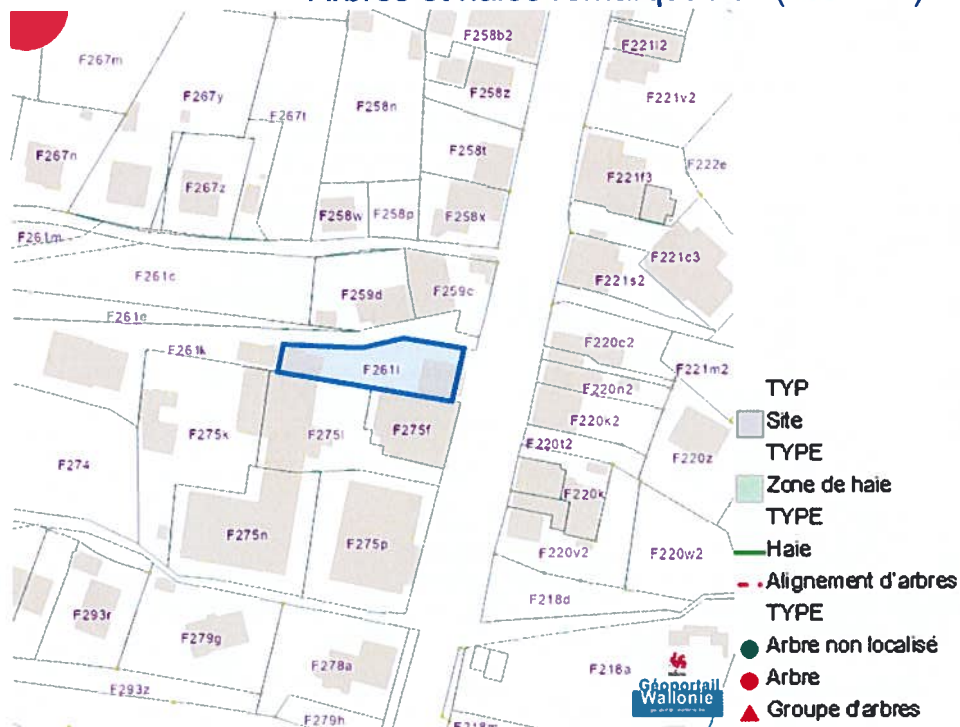 F258b2
F221l2
F267m
F258z
F267y
F221v2
F258n
F267t
F258t
F267n
F222e
F221f3
F267z
F258w
F258p
F258x
F261m
F221c3
F261c
F221s2
F259d
F259c
F261e
F220c2
F261k
F261l
F221m2
F220n2
F220k2
F275k
F275l
F275f
F220t2
F220z
F274
F220k
F275n
F275p
F220v2
F220w2
F218d
F293r
F279g
F278a
F218a
F293z
F279h
TYP
Site
TYPE
Zone de haie
TYPE
Haie
Alignement d'arbres
TYPE
Arbre non localisé
Arbre
Groupe d'arbres
Géoportail
Wallonie